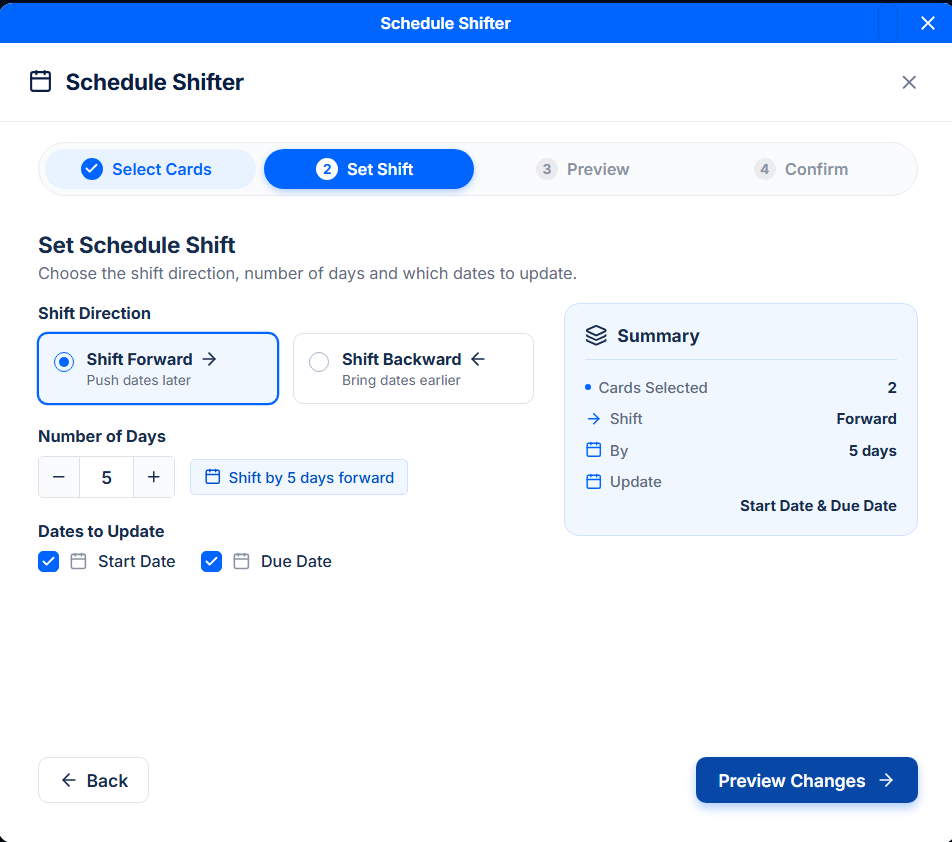 Schedule Shifter
Schedule Shifter
Select Cards
2 Set Shift
3 Preview
4 Confirm
Set Schedule Shift
Choose the shift direction, number of days and which dates to update.
Shift Direction
Shift Forward →
Push dates later
Shift Backward ←
Bring dates earlier
Number of Days
− 5 +
Shift by 5 days forward
Dates to Update
Start Date
Due Date
Summary
Cards Selected 2
Shift Forward
By 5 days
Update
Start Date & Due Date
← Back
Preview Changes →